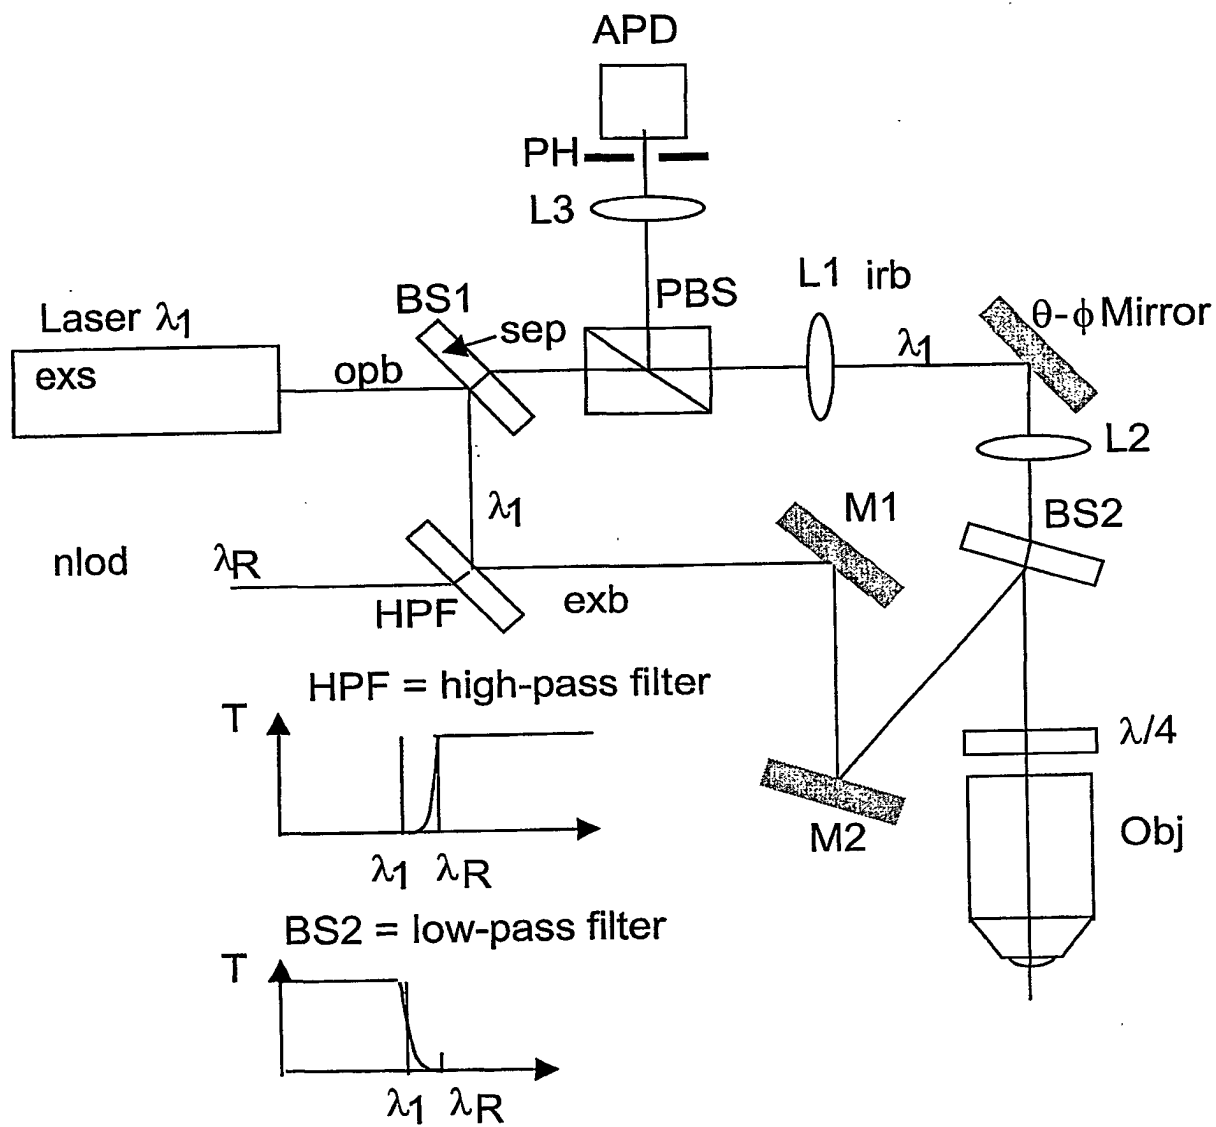 APD
PH
L3
L1 irb
BS1
PBS
θ-ϕ Mirror
Laser λ1
sep
λ1
exs
opb
L2
λ1
M1
BS2
nlod
λR
HPF
exb
HPF = high-pass filter
T
λ/4
M2
Obj
λ1 λR
BS2 = low-pass filter
T
λ1 λR